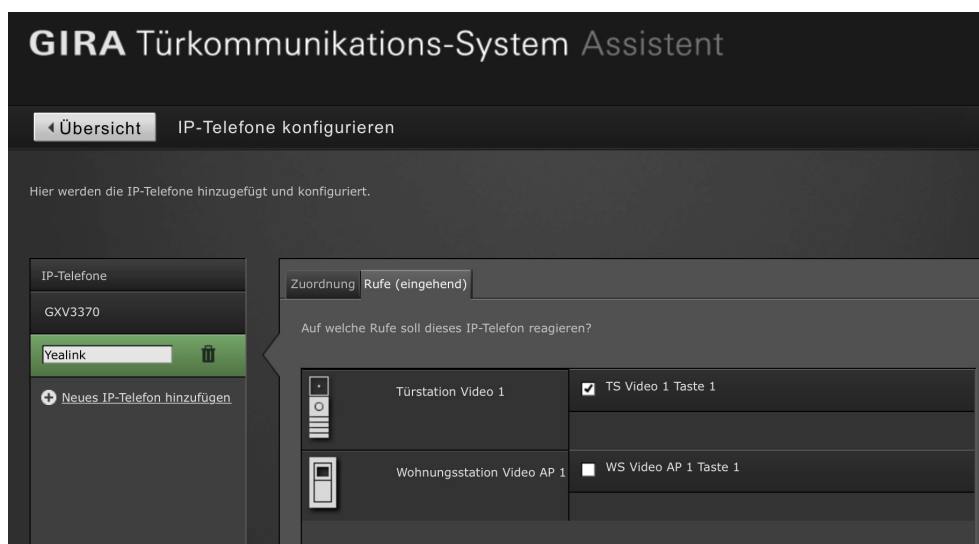 GIRA Türkommunikations-System Assistent
Übersicht IP-Telefone konfigurieren
Hier werden die IP-Telefone hinzugefügt und konfiguriert.
IP-Telefone
GXV3370
Yealink
Neues IP-Telefon hinzufügen
Zuordnung Rufe (eingehend)
Auf welche Rufe soll dieses IP-Telefon reagieren?
Türstation Video 1 TS Video 1 Taste 1
Wohnungsstation Video AP 1 WS Video AP 1 Taste 1